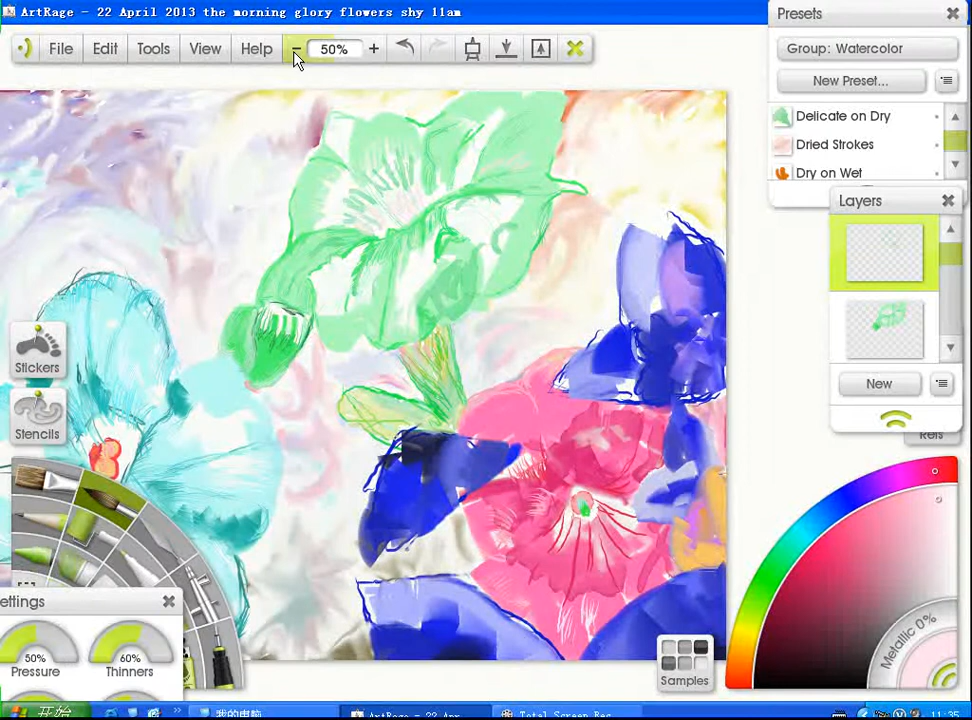 ArtRage - 22 April 2013 the morning glory flowers shy 11am
File Edit Tools View Help 50%
Presets
Group: Watercolor
New Preset...
Delicate on Dry
Dried Strokes
Dry on Wet
Layers
New
Refs
Stickers
Stencils
ettings
50%
Pressure
60%
Thinners
Metallic 0%
Samples
开始
我的电脑
ArtRage - 22 Apr...
Total Screen Rec...
11:35